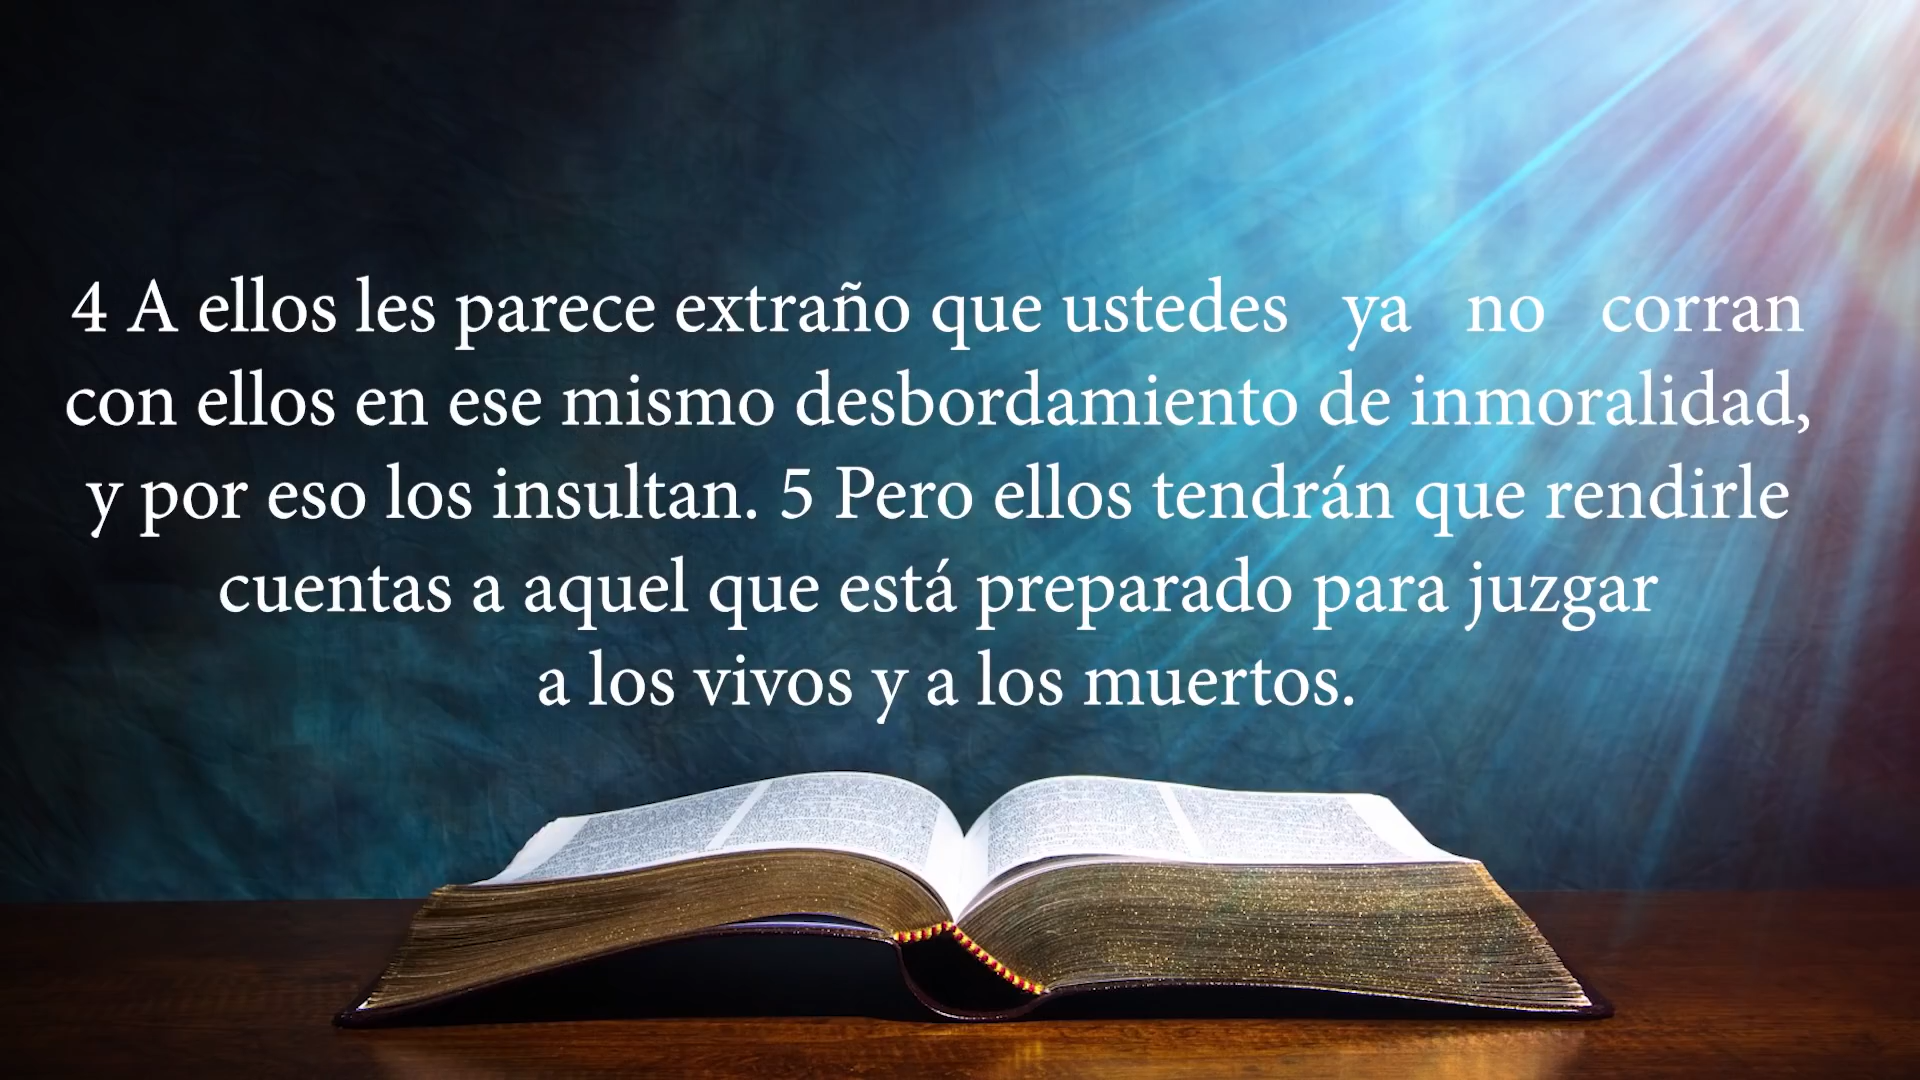 4 A ellos les parece extraño que ustedes ya no corran
con ellos en ese mismo desbordamiento de inmoralidad,
y por eso los insultan. 5 Pero ellos tendrán que rendirle
cuentas a aquel que está preparado para juzgar
a los vivos y a los muertos.